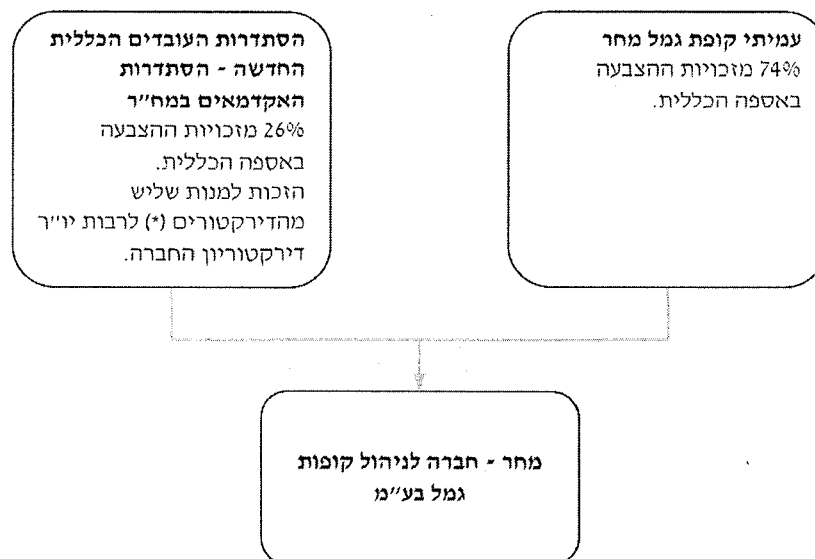 עמיתי קופת גמל מחר
74% מזכויות ההצבעה
באספה הכללית.
הסתדרות העובדים הכללית
החדשה - הסתדרות
האקדמאים במח״ר
26% מזכויות ההצבעה
באספה הכללית.
הזכות למנות שליש
מהדירקטורים (*) לרבות יו״ר
דירקטוריון החברה.
מחר - חברה לניהול קופות
גמל בע״מ